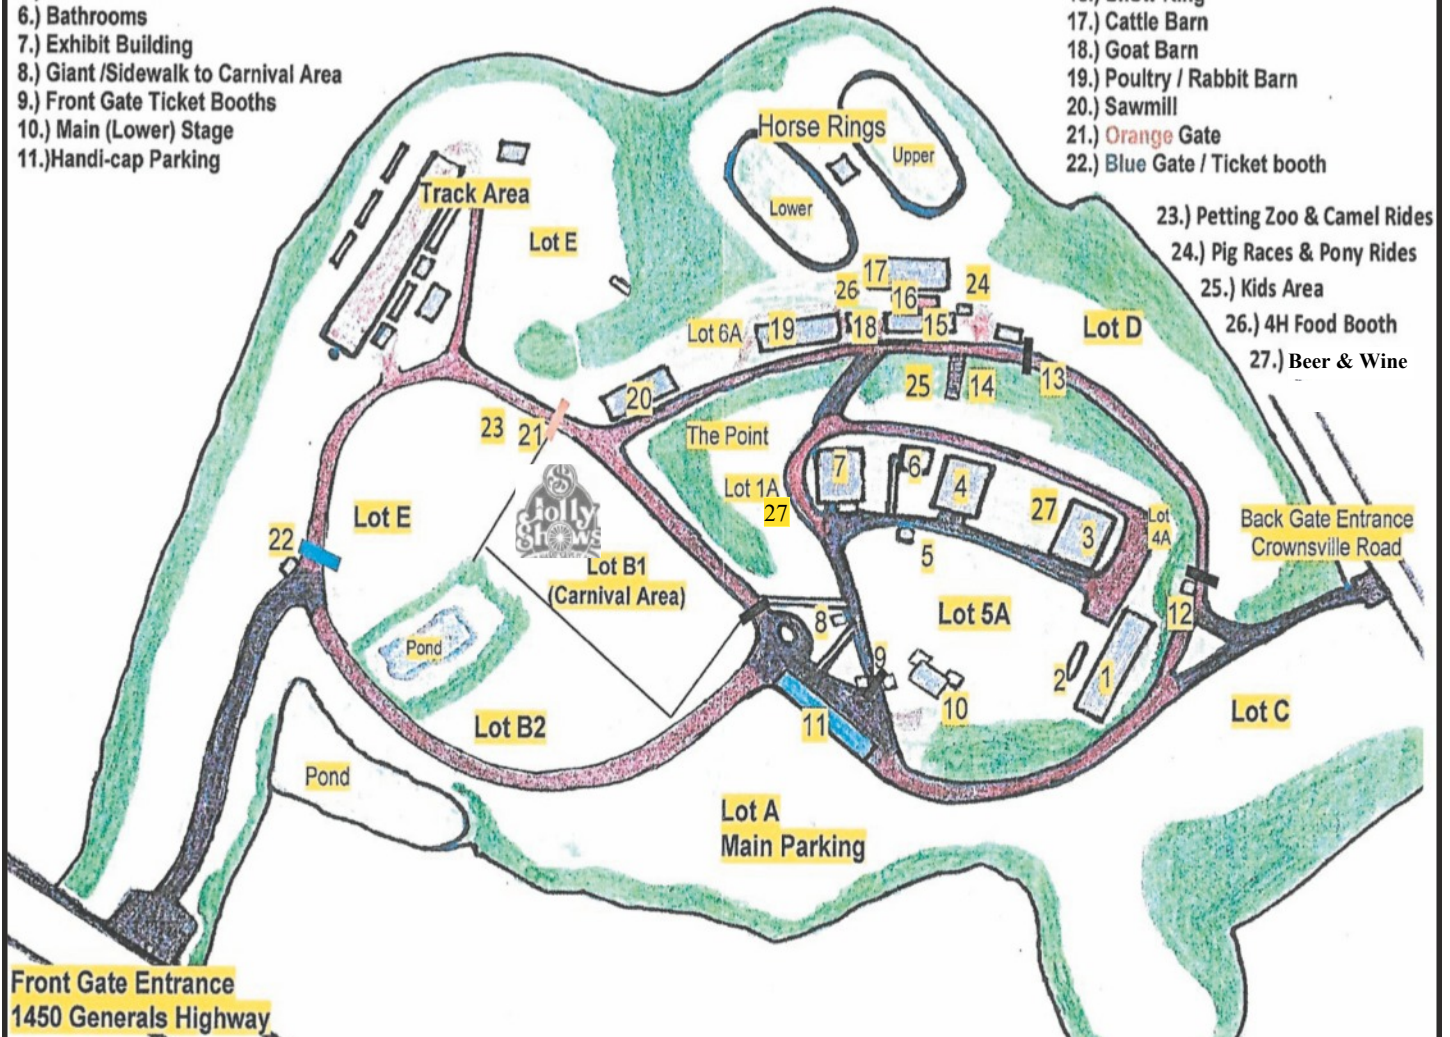 6.) Bathrooms
7.) Exhibit Building
8.) Giant /Sidewalk to Carnival Area
9.) Front Gate Ticket Booths
10.) Main (Lower) Stage
11.)Handi-cap Parking
17.) Cattle Barn
18.) Goat Barn
19.) Poultry / Rabbit Barn
20.) Sawmill
21.) Orange Gate
22.) Blue Gate / Ticket booth
23.) Petting Zoo & Camel Rides
24.) Pig Races & Pony Rides
25.) Kids Area
26.) 4H Food Booth
27.) Beer & Wine
Horse Rings
Upper
Lower
Track Area
Lot E
17
26
16
24
Lot 6A
19
18
15
Lot D
13
25
14
20
23
21
The Point
Lot 1A
27
7
6
4
27
3
Lot
4A
5
Jolly
Shows
Lot E
22
Back Gate Entrance
Crownsville Road
Lot B1
(Carnival Area)
8
Lot 5A
12
Pond
9
2
1
10
11
Lot B2
Lot C
Pond
Lot A
Main Parking
Front Gate Entrance
1450 Generals Highway